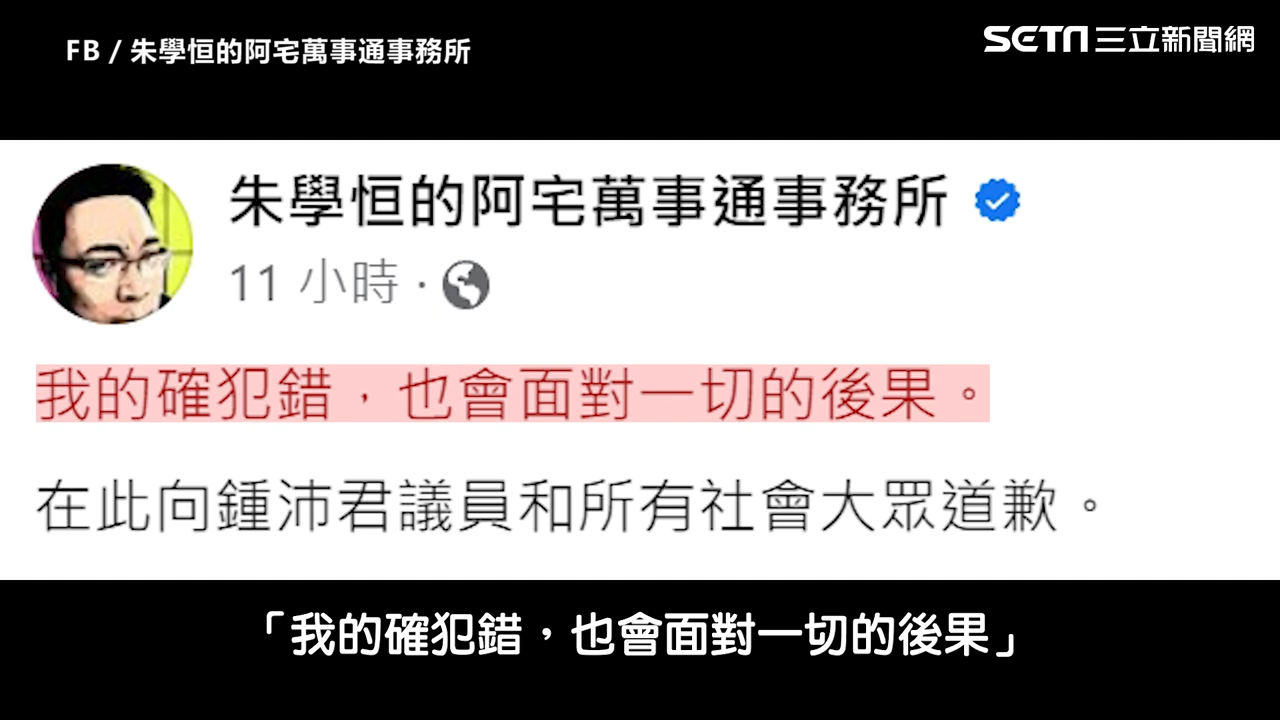 FB / 朱學恒的阿宅萬事通事務所
SETN 三立新聞網
朱學恒的阿宅萬事通事務所
11 小時 ·
我的確犯錯，也會面對一切的後果。
在此向鍾沛君議員和所有社會大眾道歉。
「我的確犯錯，也會面對一切的後果」